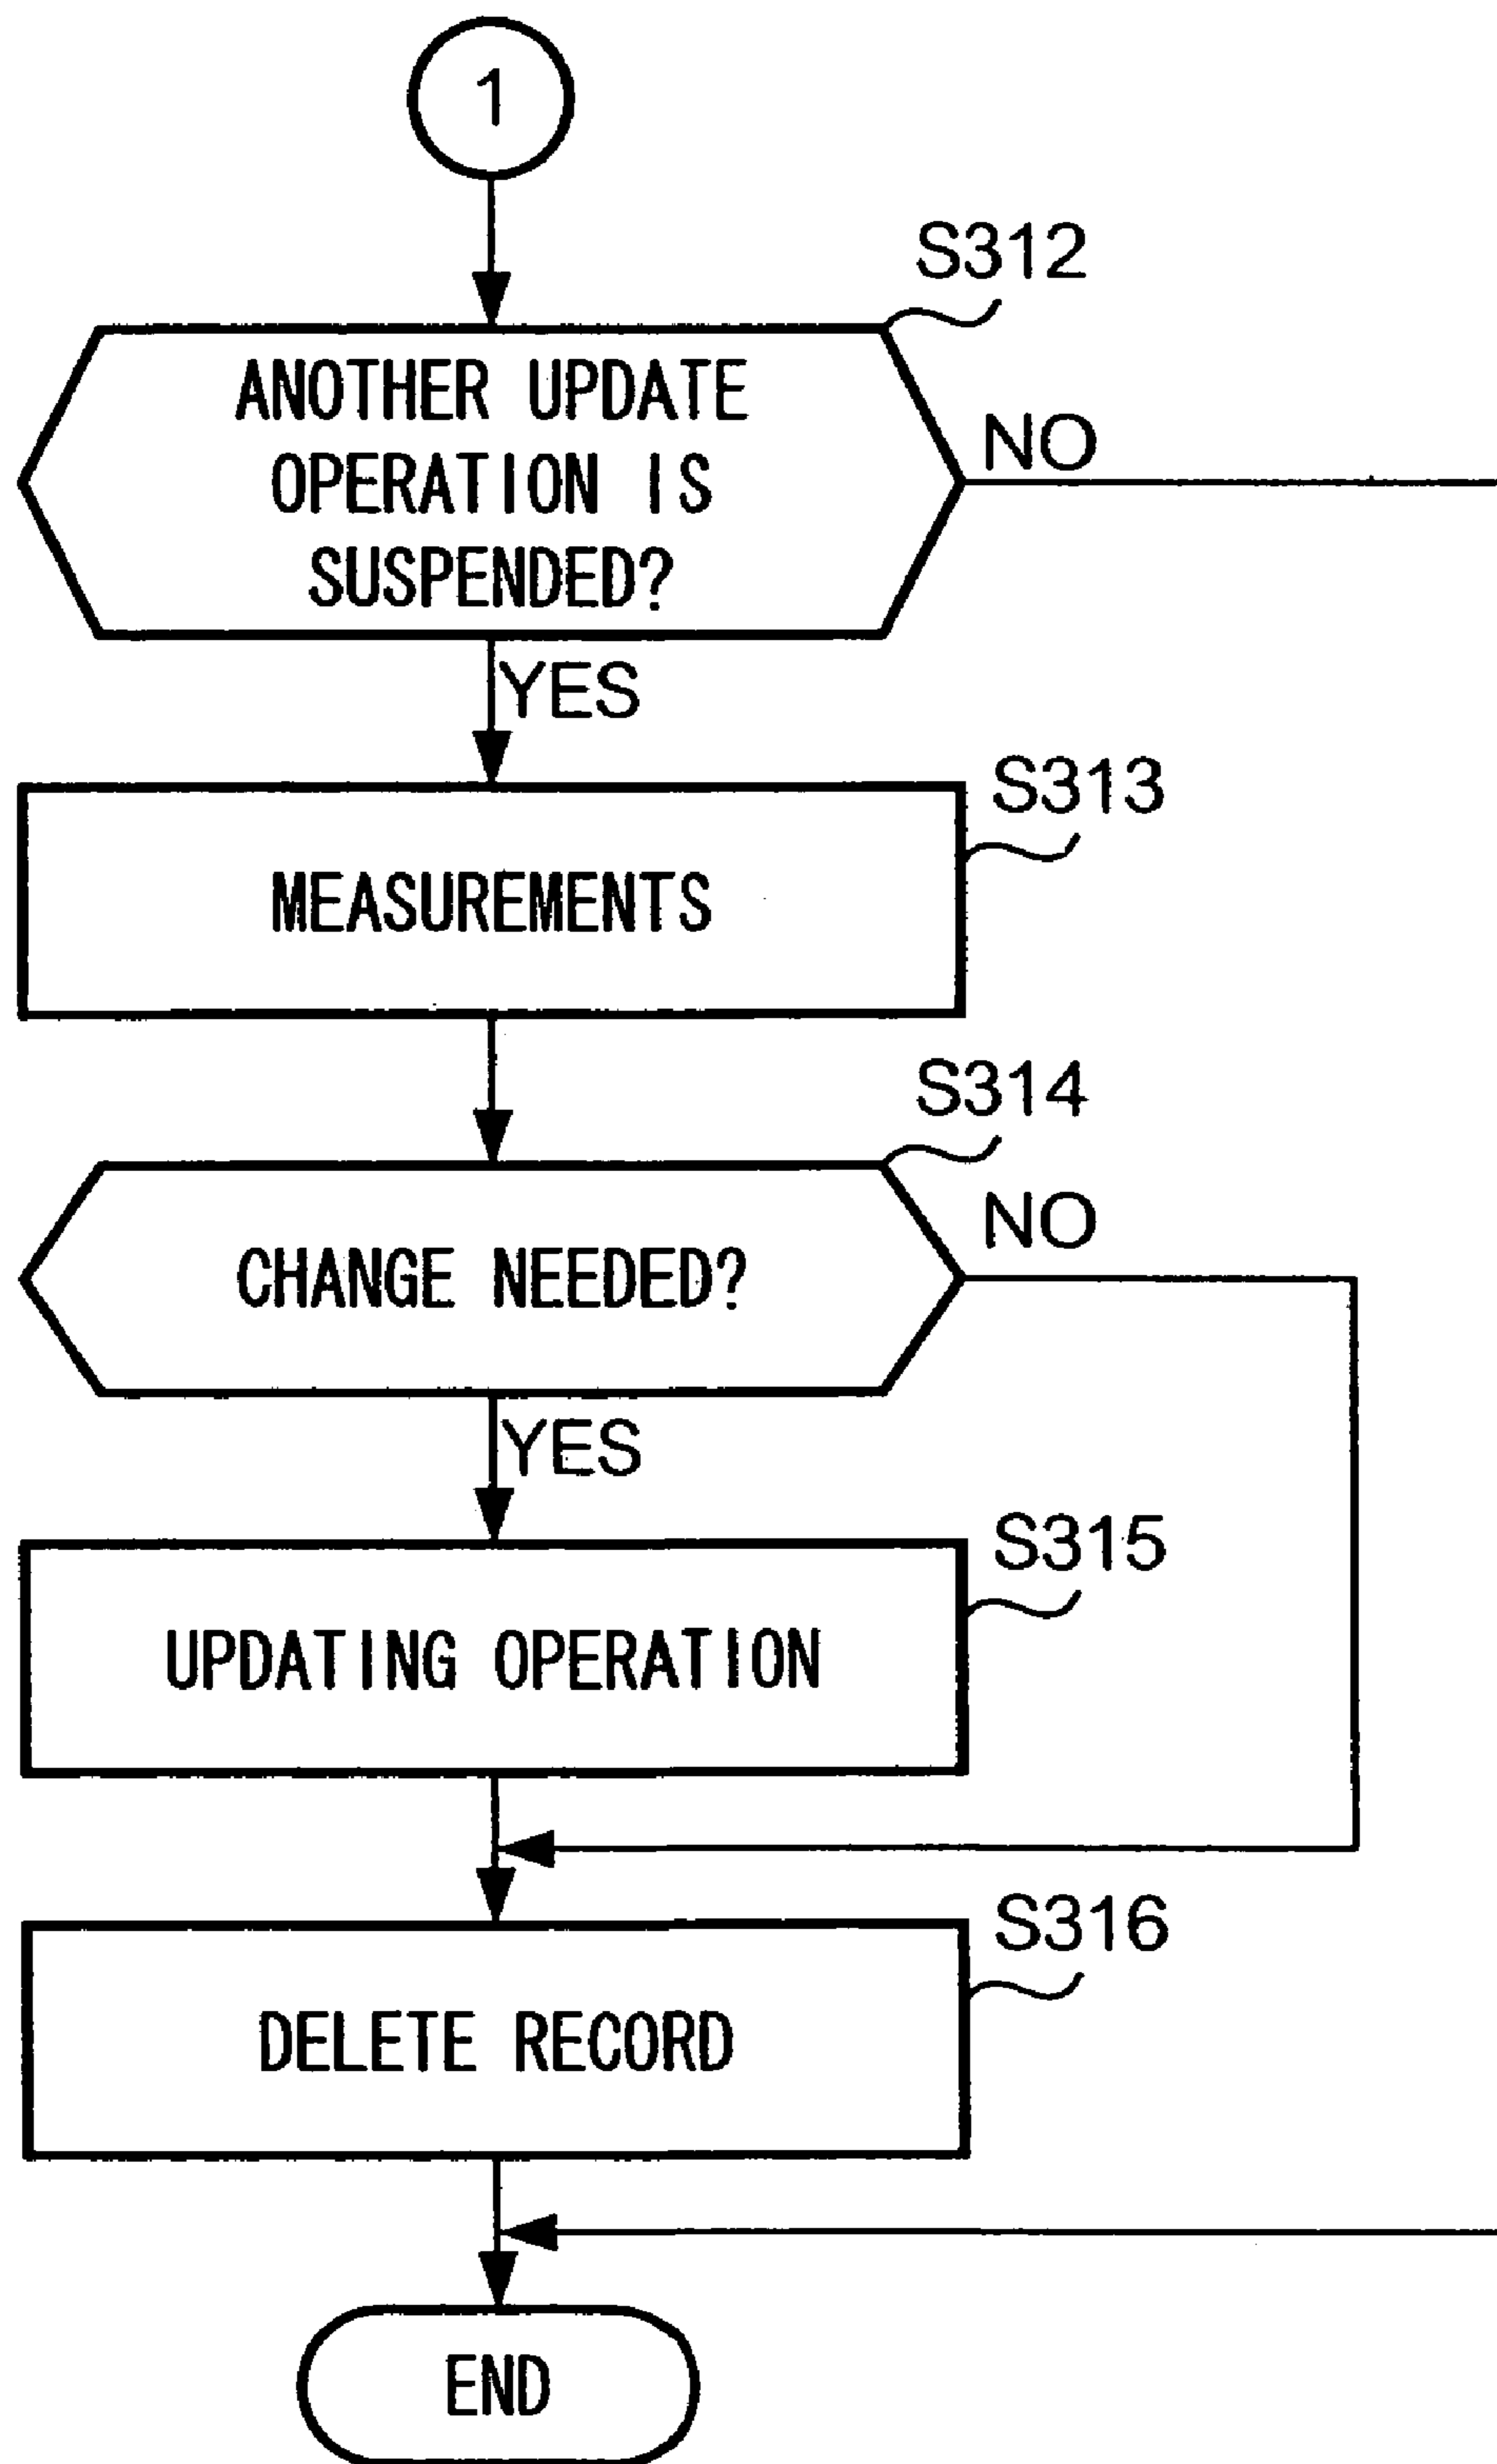 1
S312
ANOTHER UPDATE
OPERATION IS
SUSPENDED?
NO
YES
S313
MEASUREMENTS
S314
CHANGE NEEDED?
NO
YES
S315
UPDATING OPERATION
S316
DELETE RECORD
END